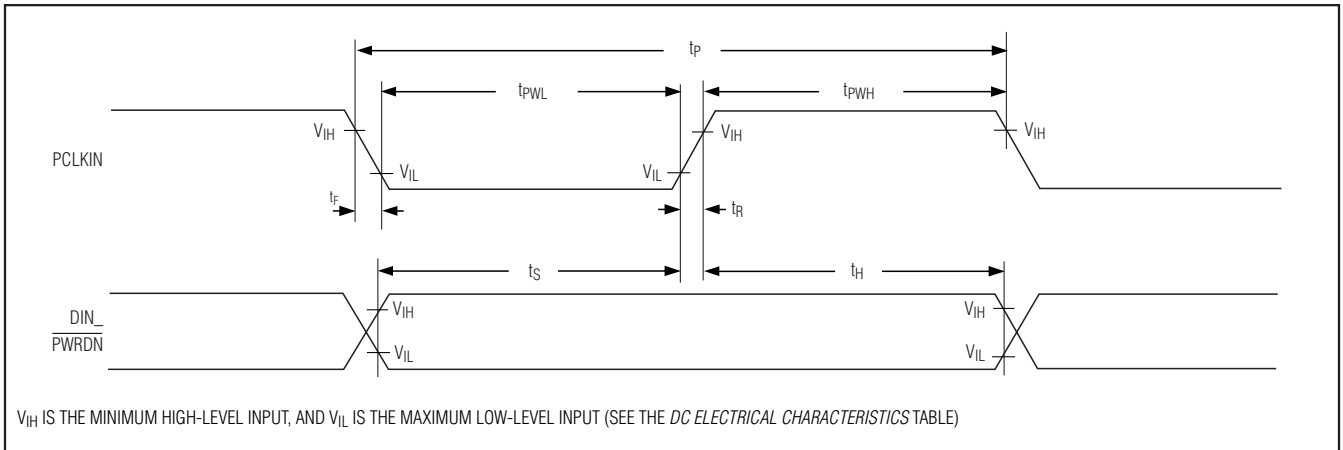 tP
tPWL
tPWH
VIH
VIH
VIH
PCLKIN
VIL
VIL
tF
tR
tS
tH
DIN_
PWRDN
VIH
VIH
VIL
VIL
VIH IS THE MINIMUM HIGH-LEVEL INPUT, AND VIL IS THE MAXIMUM LOW-LEVEL INPUT (SEE THE DC ELECTRICAL CHARACTERISTICS TABLE)